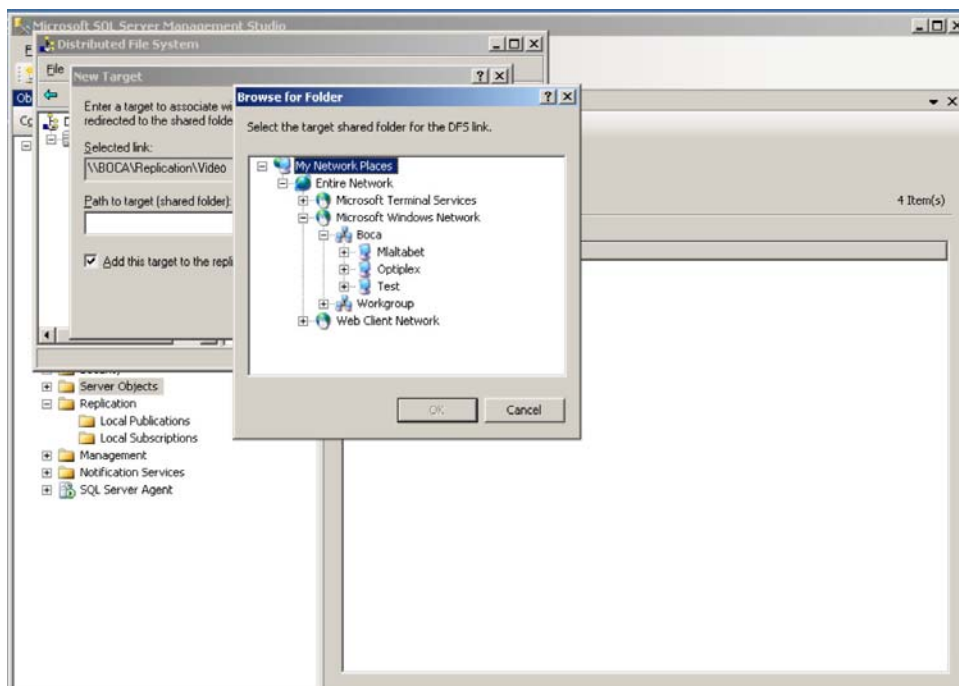 Microsoft SQL Server Management Studio
Distributed File System
File
New Target
Browse for Folder
Enter a target to associate wi
redirected to the shared folde
Select the target shared folder for the DFS link.
Selected link:
\\BOCA\Replication\Video
Path to target (shared folder):
Add this target to the repli
My Network Places
Entire Network
Microsoft Terminal Services
Microsoft Windows Network
Boca
Mlaltabet
Optiplex
Test
Workgroup
Web Client Network
OK
Cancel
4 Item(s)
Server Objects
Replication
Local Publications
Local Subscriptions
Management
Notification Services
SQL Server Agent